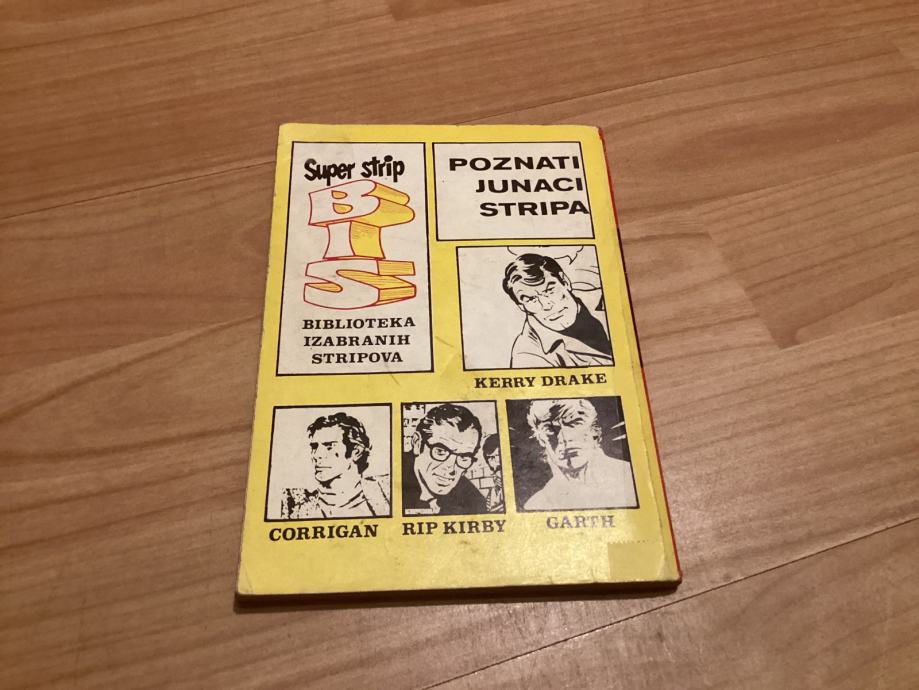 Super strip
BIS
BIBLIOTEKA
IZABRANIH
STRIPOVA
POZNATI
JUNACI
STRIPA
KERRY DRAKE
CORRIGAN
RIP KIRBY
GARTH